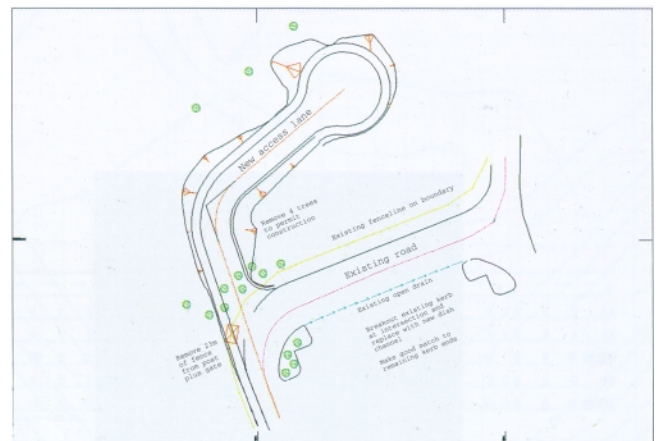 New access lane
Remove 4 trees
to permit
construction
Existing fenceline on boundary
Existing road
Existing open drain
Breakout existing kerb
at intersection and
replace with new dish
channel
Make good match to
remaining kerb ends
Remove 23m
of fence
from post
plus gate